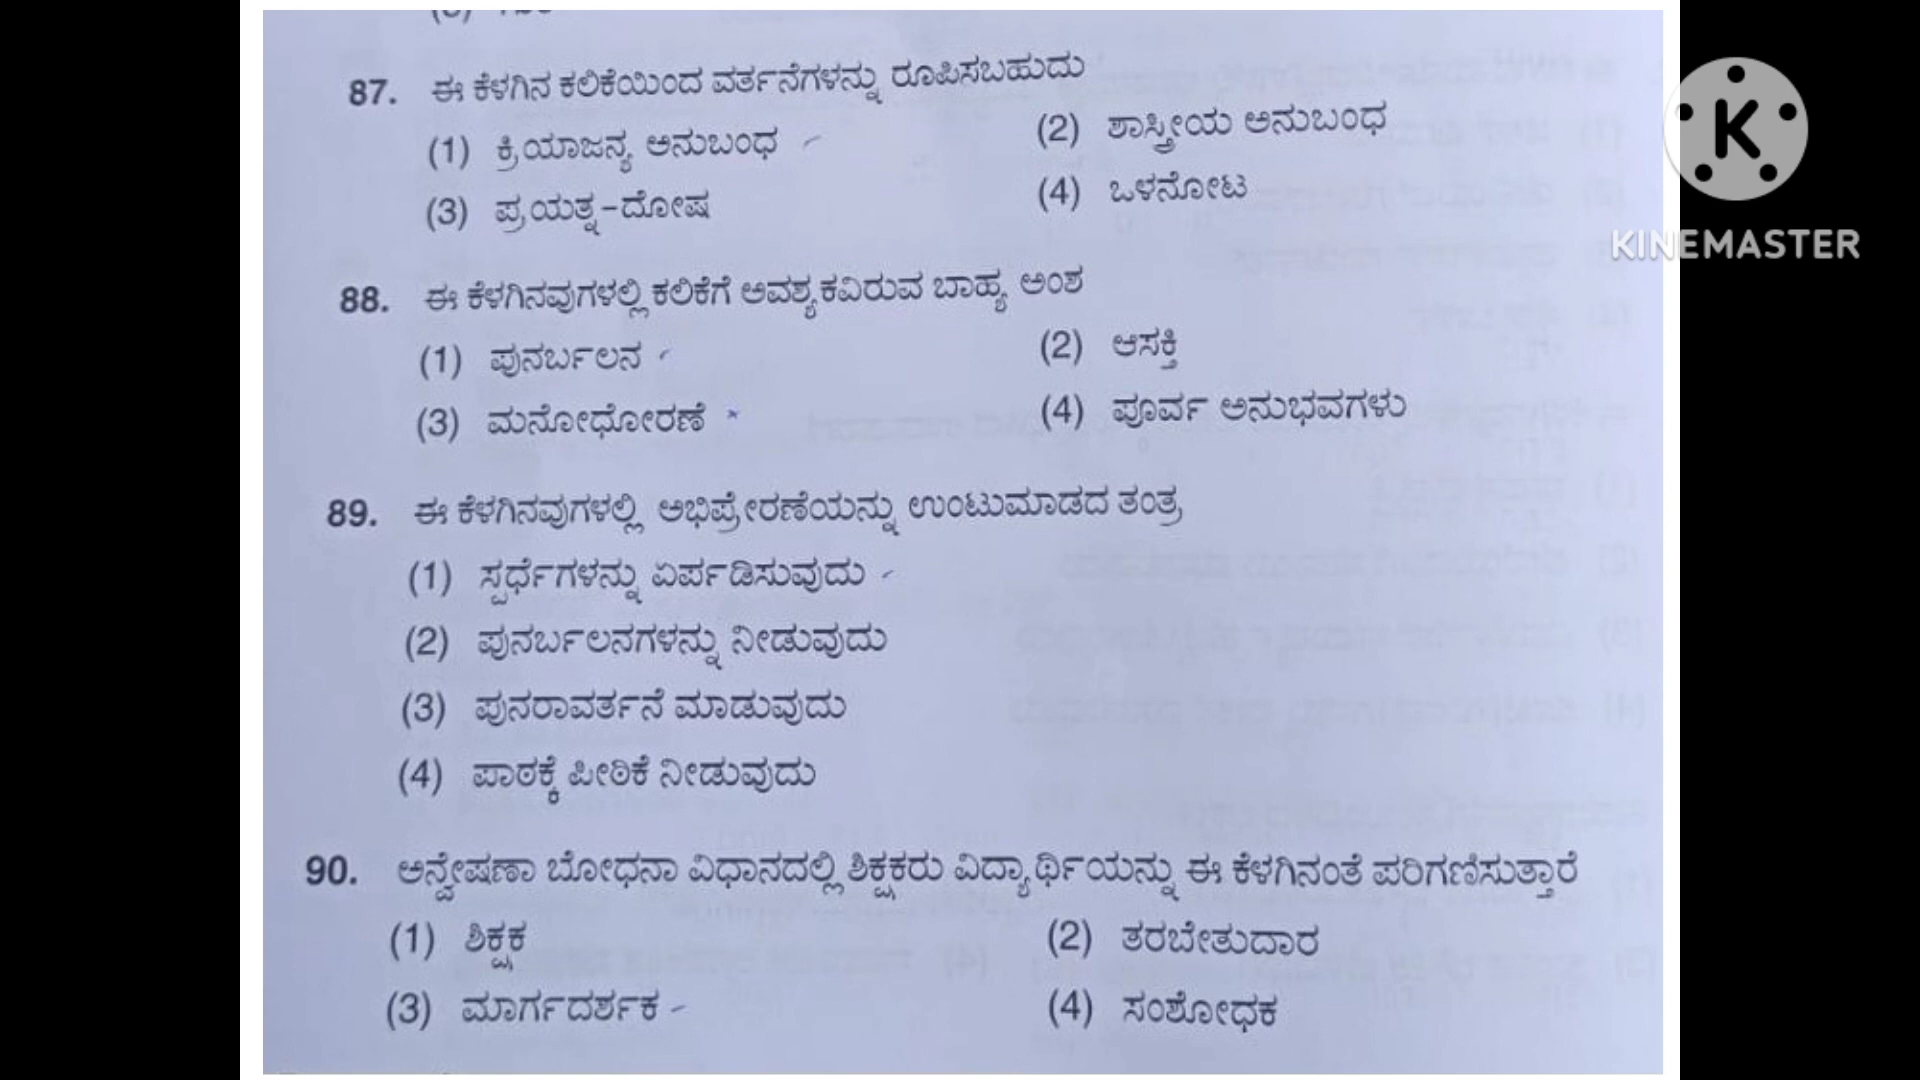 87. ಈ ಕೆಳಗಿನ ಕಲಿಕೆಯಿಂದ ವರ್ತನೆಗಳನ್ನು ರೂಪಿಸಬಹುದು
(1) ಕ್ರಿಯಾಜನ್ಯ ಅನುಬಂಧ (2) ಶಾಸ್ತ್ರೀಯ ಅನುಬಂಧ
(3) ಪ್ರಯತ್ನ-ದೋಷ (4) ಒಳನೋಟ
KINEMASTER
88. ಈ ಕೆಳಗಿನವುಗಳಲ್ಲಿ ಕಲಿಕೆಗೆ ಅವಶ್ಯಕವಿರುವ ಬಾಹ್ಯ ಅಂಶ
(1) ಪುನರ್ಬಲನ (2) ಆಸಕ್ತಿ
(3) ಮನೋಧೋರಣೆ (4) ಪೂರ್ವ ಅನುಭವಗಳು
89. ಈ ಕೆಳಗಿನವುಗಳಲ್ಲಿ ಅಭಿಪ್ರೇರಣೆಯನ್ನು ಉಂಟುಮಾಡದ ತಂತ್ರ
(1) ಸ್ಪರ್ಧೆಗಳನ್ನು ಏರ್ಪಡಿಸುವುದು
(2) ಪುನರ್ಬಲನಗಳನ್ನು ನೀಡುವುದು
(3) ಪುನರಾವರ್ತನೆ ಮಾಡುವುದು
(4) ಪಾಠಕ್ಕೆ ಪೀಠಿಕೆ ನೀಡುವುದು
90. ಅನ್ವೇಷಣಾ ಬೋಧನಾ ವಿಧಾನದಲ್ಲಿ ಶಿಕ್ಷಕರು ವಿದ್ಯಾರ್ಥಿಯನ್ನು ಈ ಕೆಳಗಿನಂತೆ ಪರಿಗಣಿಸುತ್ತಾರೆ
(1) ಶಿಕ್ಷಕ (2) ತರಬೇತುದಾರ
(3) ಮಾರ್ಗದರ್ಶಕ (4) ಸಂಶೋಧಕ